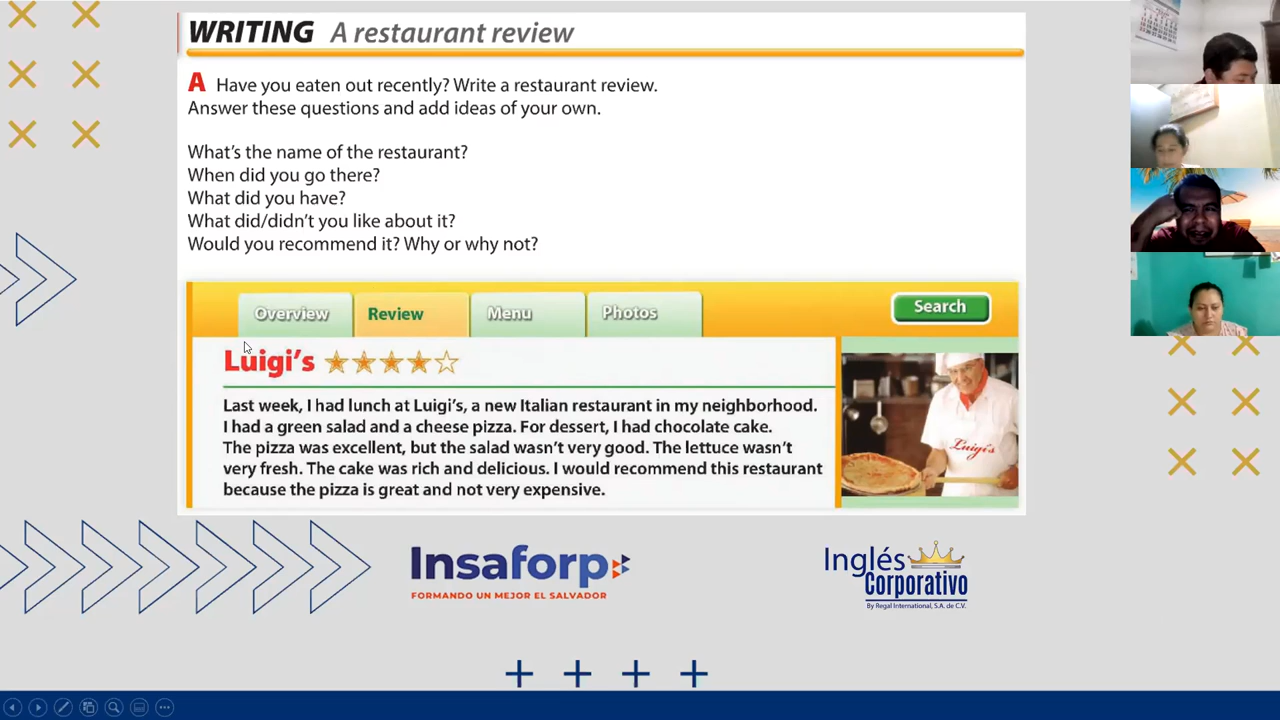 WRITING A restaurant review
A Have you eaten out recently? Write a restaurant review.
Answer these questions and add ideas of your own.
What's the name of the restaurant?
When did you go there?
What did you have?
What did/didn't you like about it?
Would you recommend it? Why or why not?
Overview Review Menu Photos Search
Luigi's
Last week, I had lunch at Luigi's, a new Italian restaurant in my neighborhood.
I had a green salad and a cheese pizza. For dessert, I had chocolate cake.
The pizza was excellent, but the salad wasn't very good. The lettuce wasn't
very fresh. The cake was rich and delicious. I would recommend this restaurant
because the pizza is great and not very expensive.
Luigi's
Insaforp
FORMANDO UN MEJOR EL SALVADOR
Inglés
Corporativo
By Regal International, S.A. de C.V.